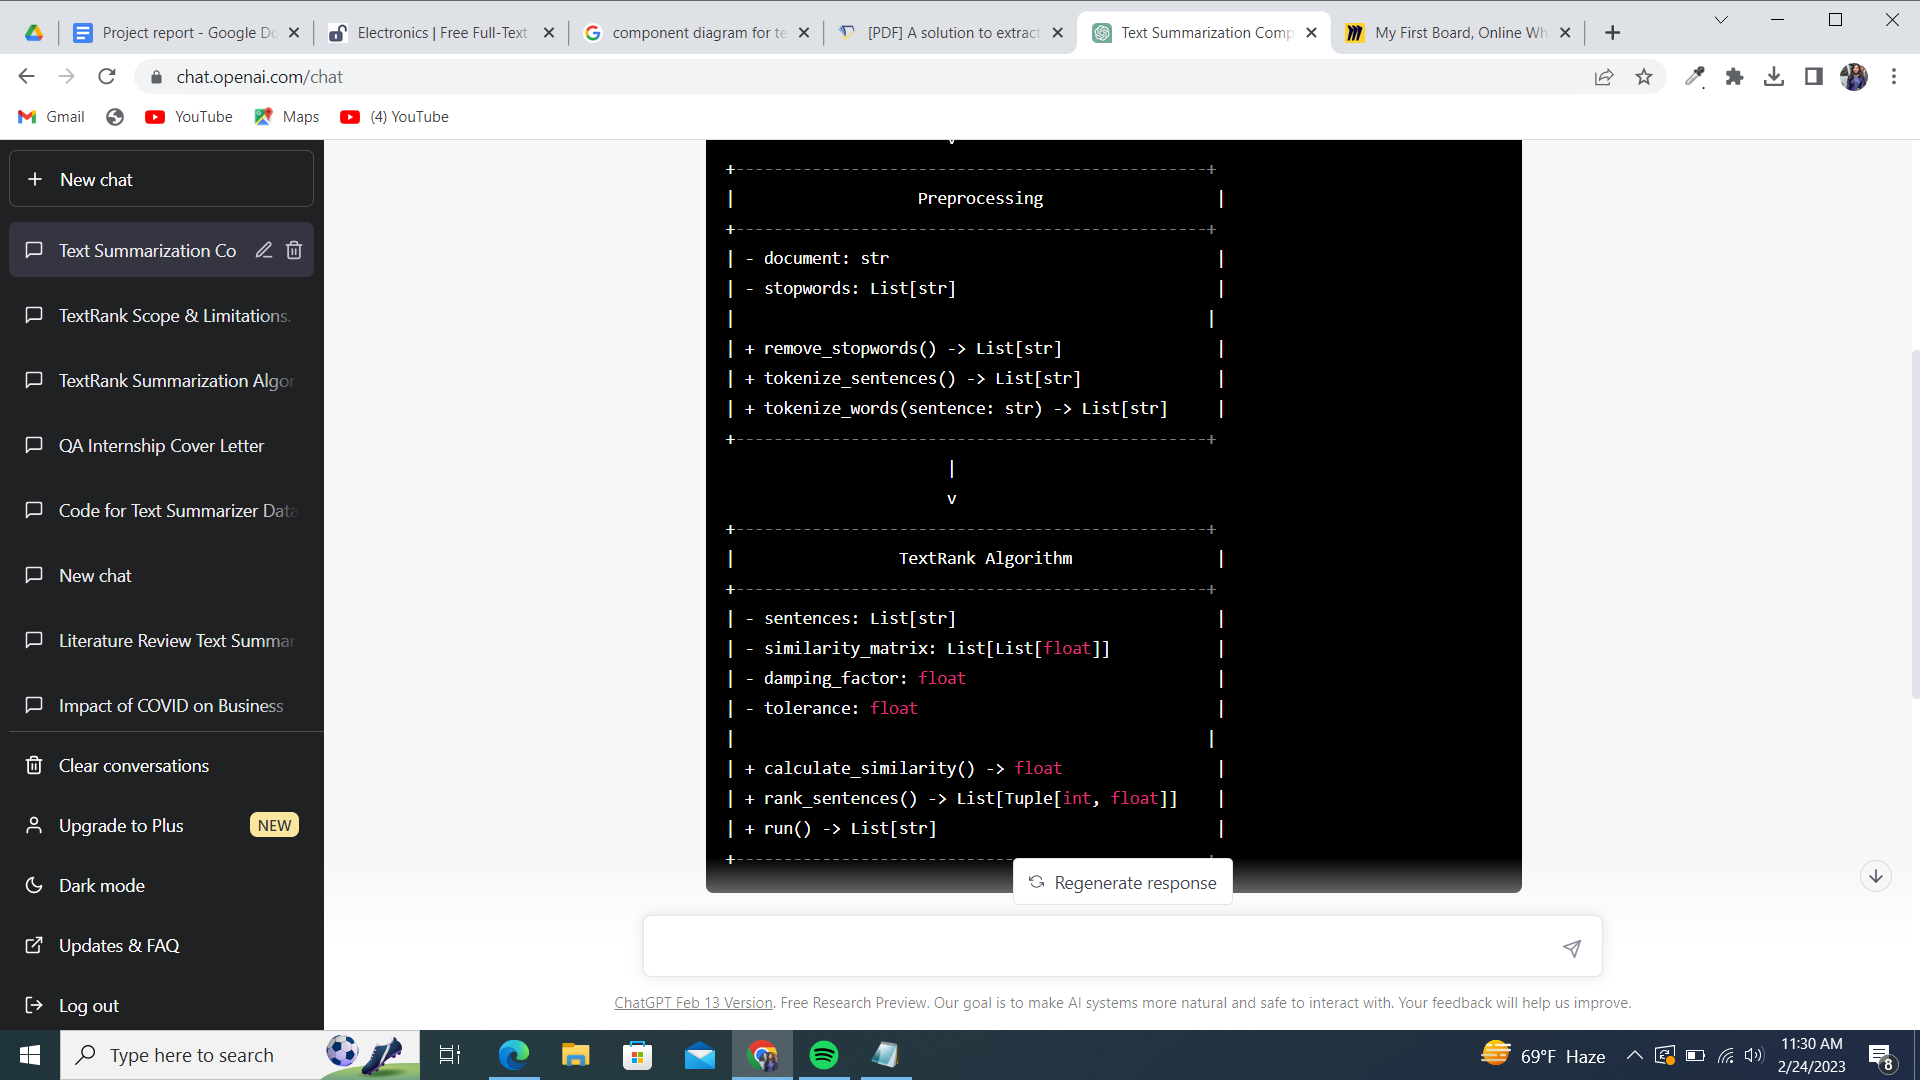 Project report - Google Do
Electronics | Free Full-Text
component diagram for te
[PDF] A solution to extract
Text Summarization Comp
My First Board, Online Wh
chat.openai.com/chat
Gmail
YouTube
Maps
(4) YouTube
New chat
Text Summarization Co
TextRank Scope & Limitations.
TextRank Summarization Algor
QA Internship Cover Letter
Code for Text Summarizer Data
New chat
Literature Review Text Summar
Impact of COVID on Business
Clear conversations
Upgrade to Plus NEW
Dark mode
Updates & FAQ
Log out
v
+-------------------------------------------------+
| Preprocessing |
+-------------------------------------------------+
| - document: str |
| - stopwords: List[str] |
| |
| + remove_stopwords() -> List[str] |
| + tokenize_sentences() -> List[str] |
| + tokenize_words(sentence: str) -> List[str] |
+-------------------------------------------------+
|
v
+-------------------------------------------------+
| TextRank Algorithm |
+-------------------------------------------------+
| - sentences: List[str] |
| - similarity_matrix: List[List[float]] |
| - damping_factor: float |
| - tolerance: float |
| |
| + calculate_similarity() -> float |
| + rank_sentences() -> List[Tuple[int, float]] |
| + run() -> List[str] |
+-------------------------------------------------+
Regenerate response
ChatGPT Feb 13 Version. Free Research Preview. Our goal is to make AI systems more natural and safe to interact with. Your feedback will help us improve.
Type here to search
69°F Haze
11:30 AM
2/24/2023
8